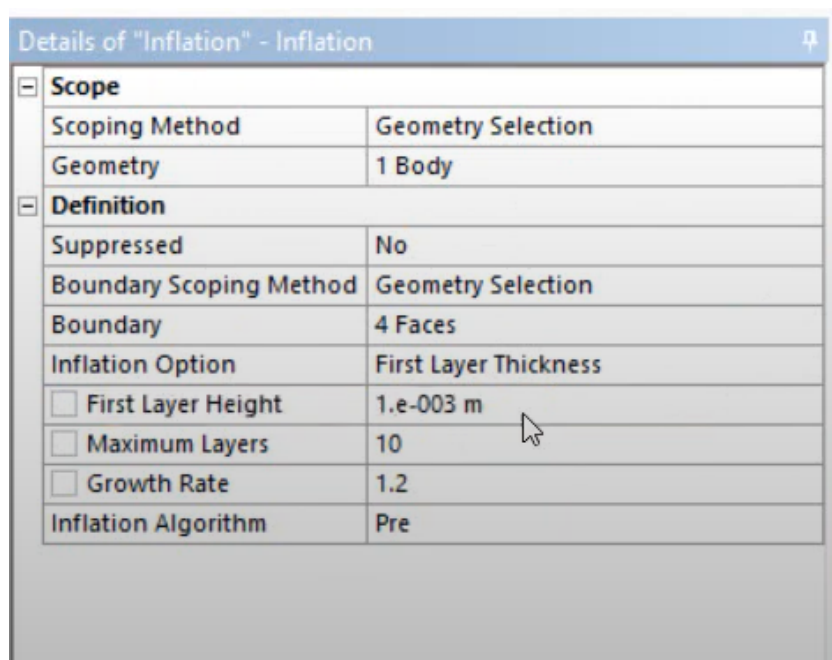 Details of "Inflation" - Inflation
Scope
Scoping Method Geometry Selection
Geometry 1 Body
Definition
Suppressed No
Boundary Scoping Method Geometry Selection
Boundary 4 Faces
Inflation Option First Layer Thickness
First Layer Height 1.e-003 m
Maximum Layers 10
Growth Rate 1.2
Inflation Algorithm Pre